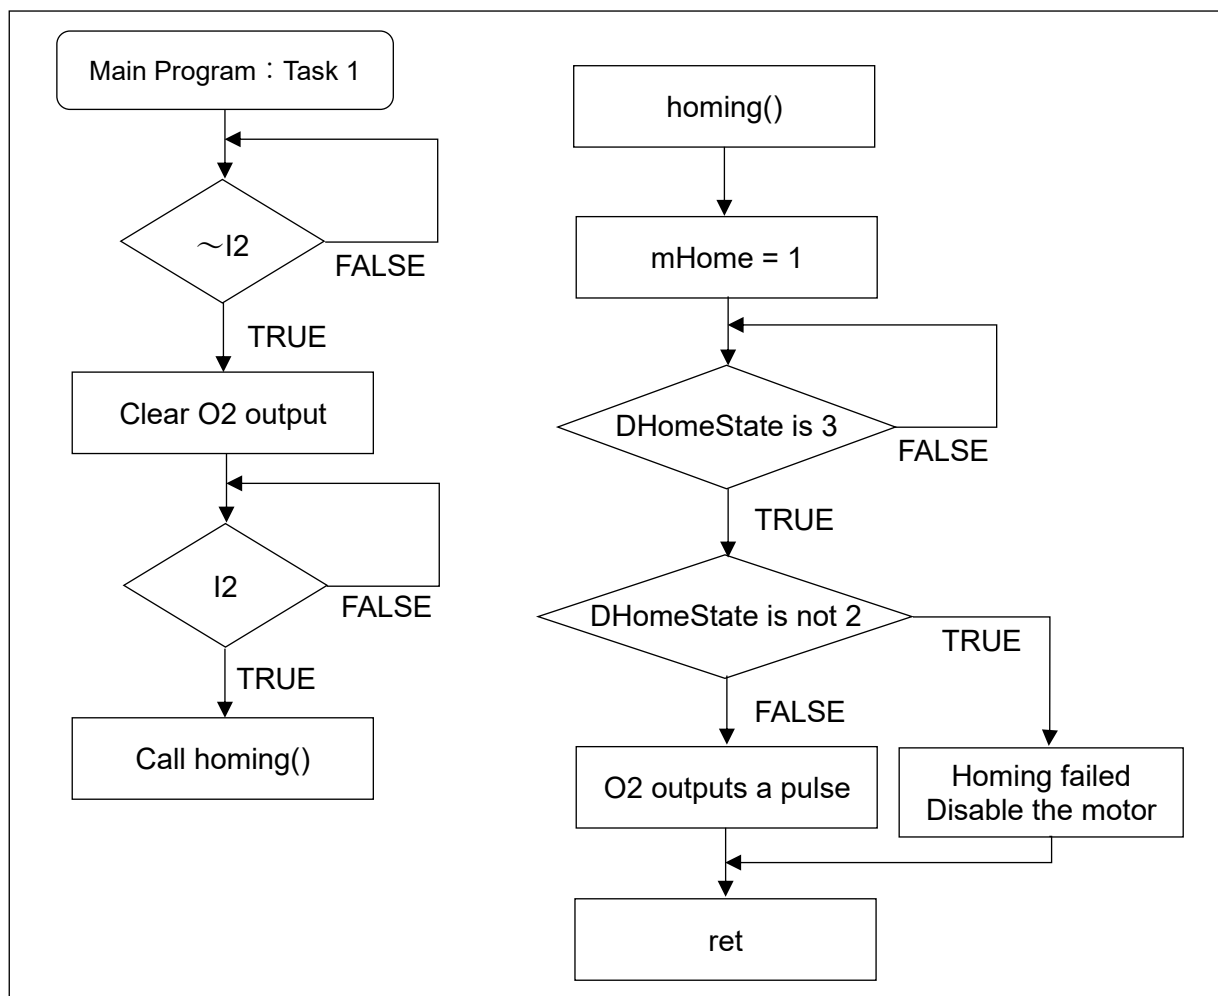 Main Program：Task 1
～I2
FALSE
TRUE
Clear O2 output
I2
FALSE
TRUE
Call homing()
homing()
mHome = 1
DHomeState is 3
FALSE
TRUE
DHomeState is not 2
TRUE
FALSE
O2 outputs a pulse
Homing failed
Disable the motor
ret